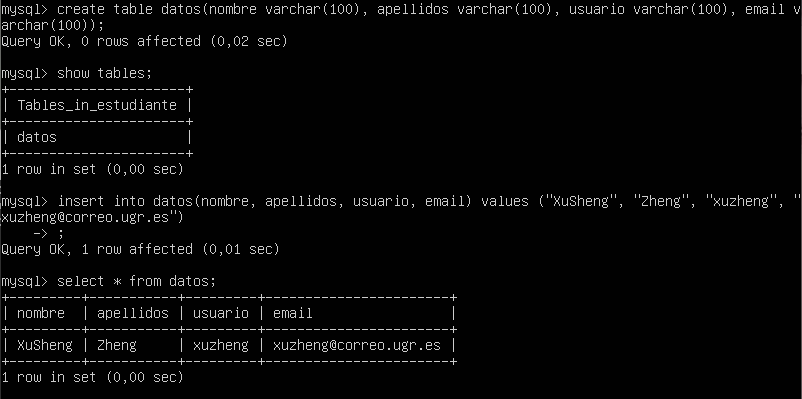 mysql> create table datos(nombre varchar(100), apellidos varchar(100), usuario varchar(100), email v
archar(100));
Query OK, 0 rows affected (0,02 sec)
mysql> show tables;
+----------------------+
| Tables_in_estudiante |
+----------------------+
| datos                |
+----------------------+
1 row in set (0,00 sec)
mysql> insert into datos(nombre, apellidos, usuario, email) values ("XuSheng", "Zheng", "xuzheng", "
xuzheng@correo.ugr.es")
    -> ;
Query OK, 1 row affected (0,01 sec)
mysql> select * from datos;
+---------+-----------+---------+-----------------------+
| nombre  | apellidos | usuario | email                 |
+---------+-----------+---------+-----------------------+
| XuSheng | Zheng     | xuzheng | xuzheng@correo.ugr.es |
+---------+-----------+---------+-----------------------+
1 row in set (0,00 sec)